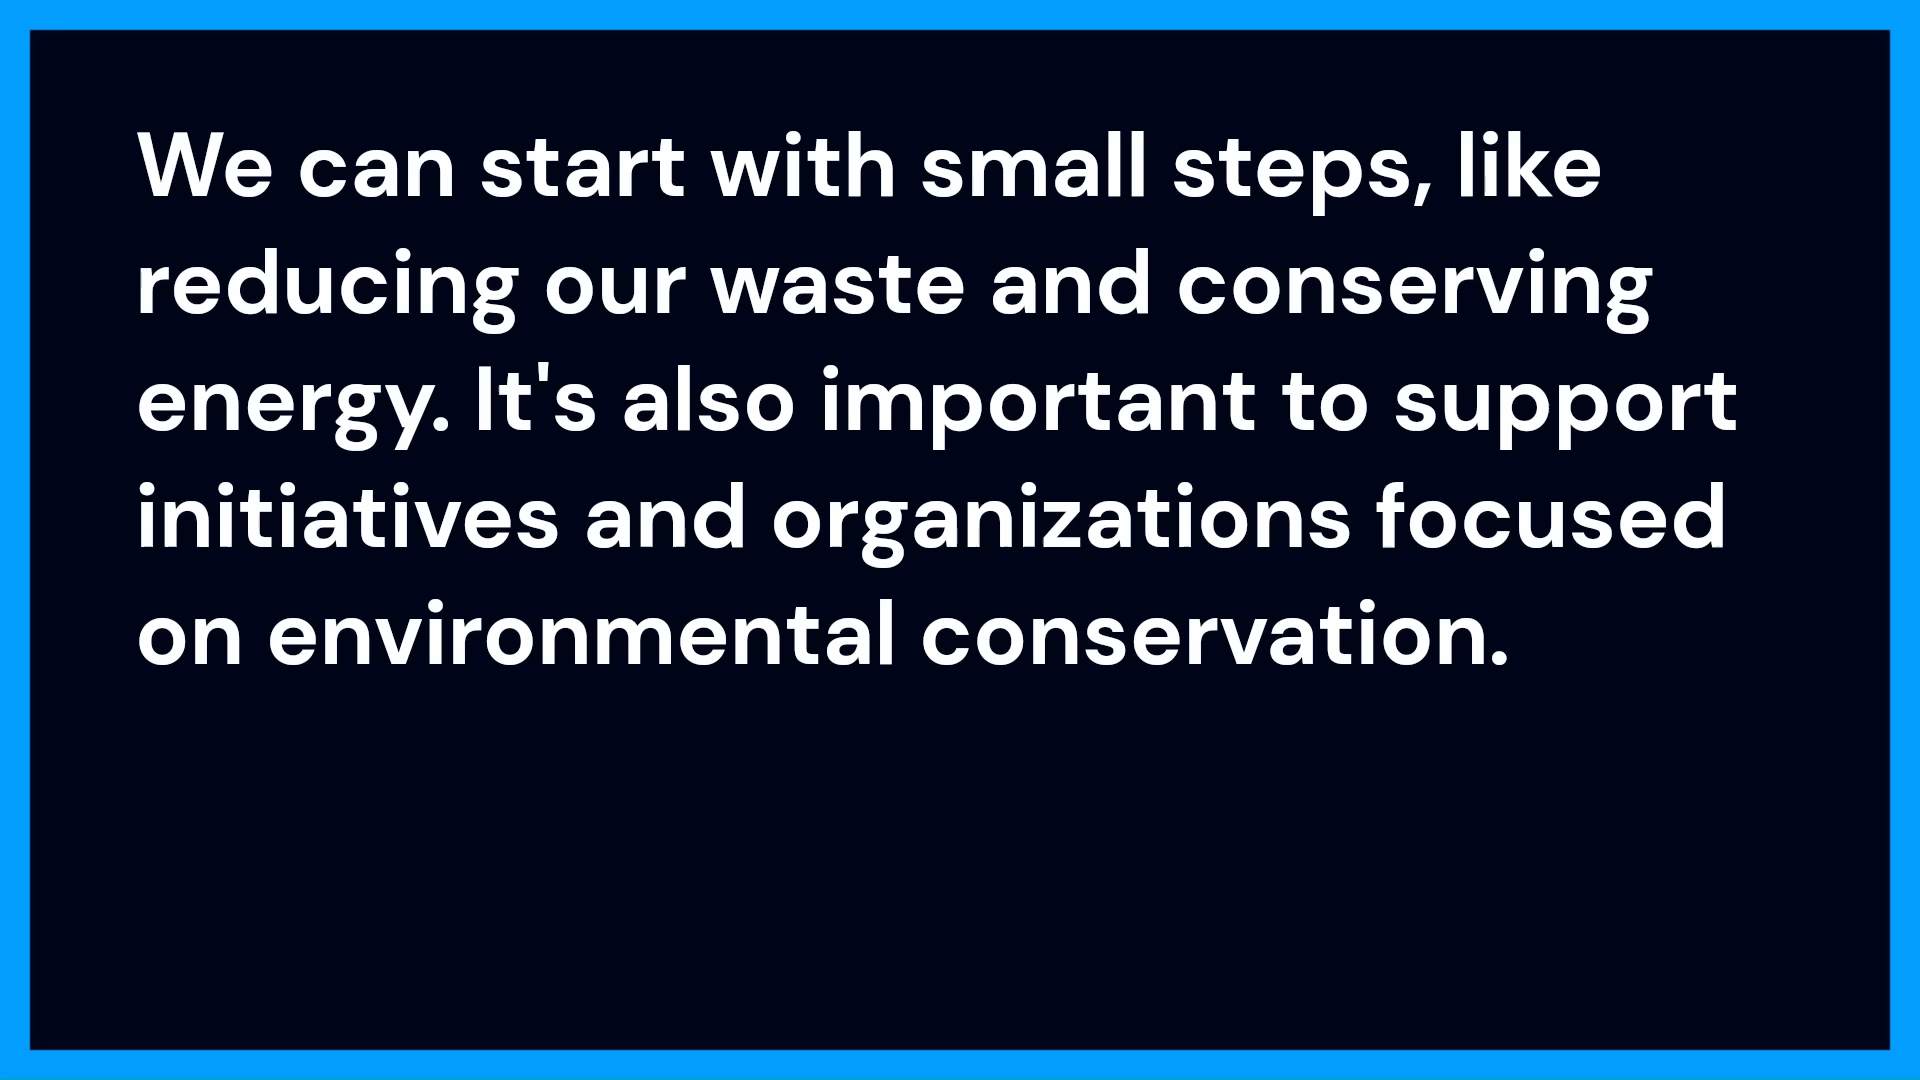 We can start with small steps, like
reducing our waste and conserving
energy. It's also important to support
initiatives and organizations focused
on environmental conservation.